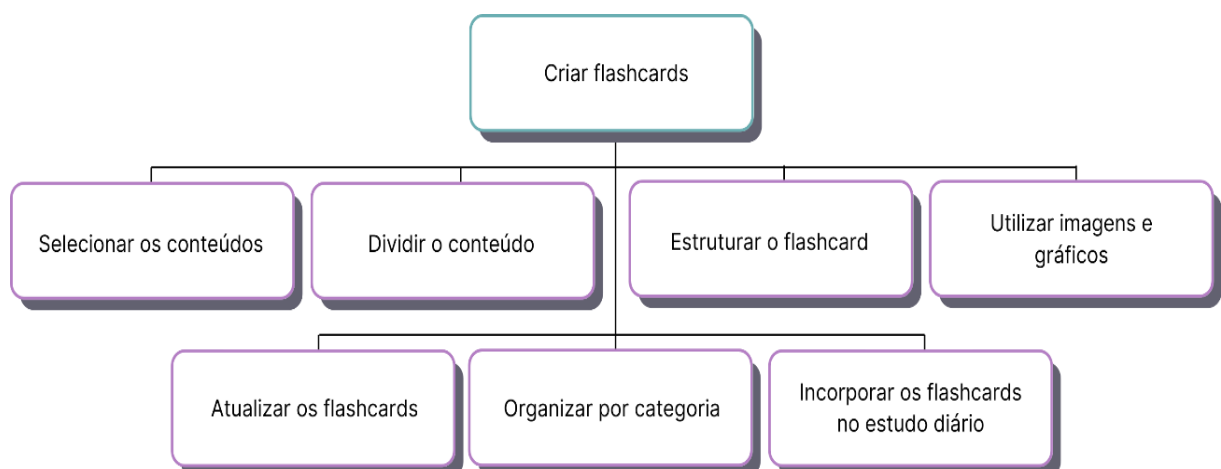 Criar flashcards
Selecionar os conteúdos
Dividir o conteúdo
Estruturar o flashcard
Utilizar imagens e
gráficos
Atualizar os flashcards
Organizar por categoria
Incorporar os flashcards
no estudo diário